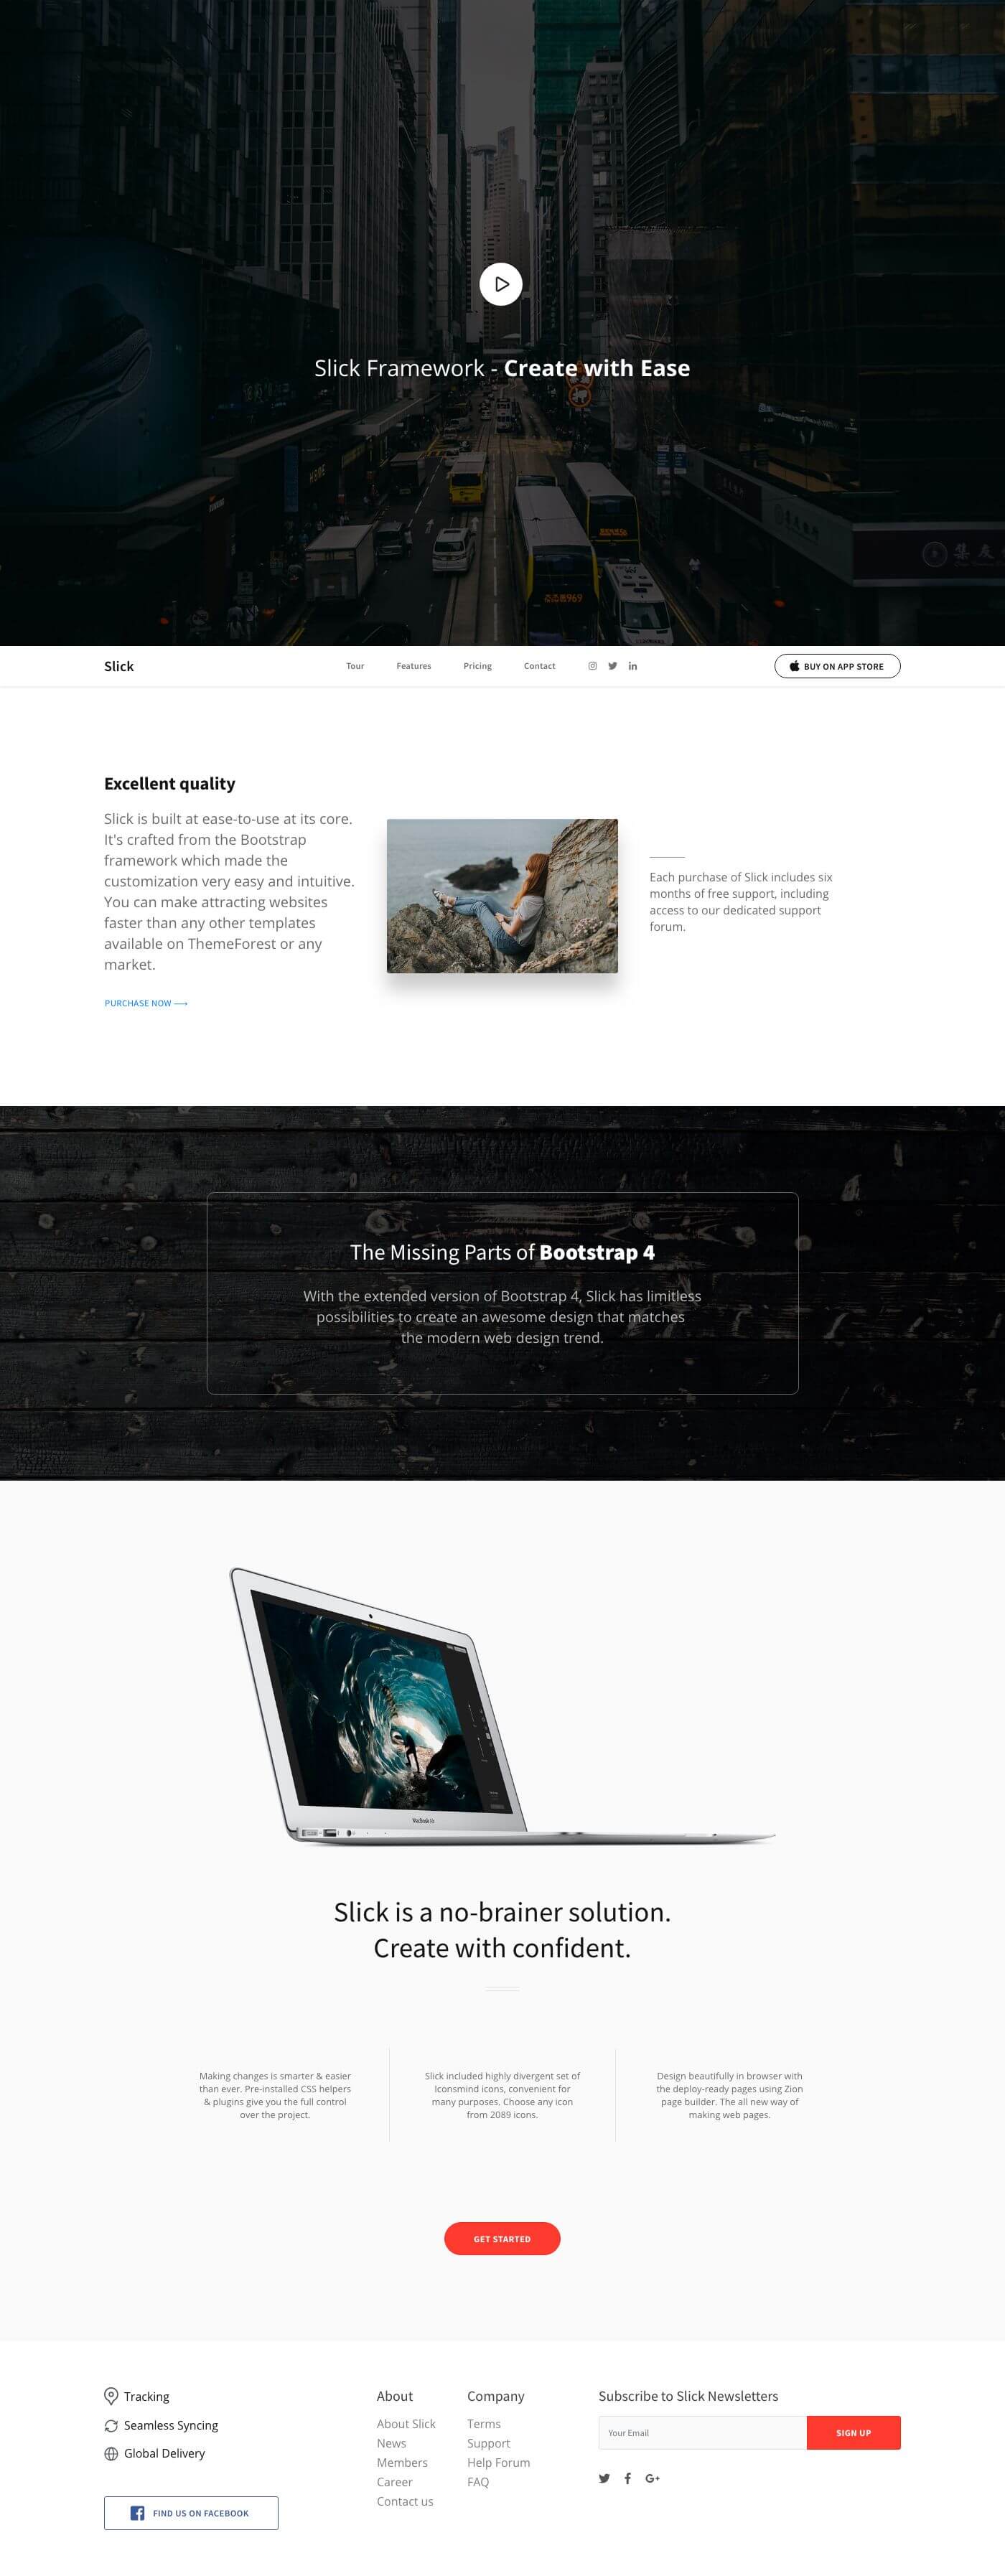 Slick Framework - Create with Ease
969
集友
Slick
Tour Features Pricing Contact
BUY ON APP STORE
Excellent quality
Slick is built at ease-to-use at its core.
It's crafted from the Bootstrap
framework which made the
customization very easy and intuitive.
You can make attracting websites
faster than any other templates
available on ThemeForest or any
market.
PURCHASE NOW
Each purchase of Slick includes six
months of free support, including
access to our dedicated support
forum.
The Missing Parts of Bootstrap 4
With the extended version of Bootstrap 4, Slick has limitless
possibilities to create an awesome design that matches
the modern web design trend.
MacBook Air
Slick is a no-brainer solution.
Create with confident.
Making changes is smarter & easier
than ever. Pre-installed CSS helpers
& plugins give you the full control
over the project.
Slick included highly divergent set of
Iconsmind icons, convenient for
many purposes. Choose any icon
from 2089 icons.
Design beautifully in browser with
the deploy-ready pages using Zion
page builder. The all new way of
making web pages.
GET STARTED
Tracking
Seamless Syncing
Global Delivery
FIND US ON FACEBOOK
About
About Slick
News
Members
Career
Contact us
Company
Terms
Support
Help Forum
FAQ
Subscribe to Slick Newsletters
Your Email
SIGN UP
G+